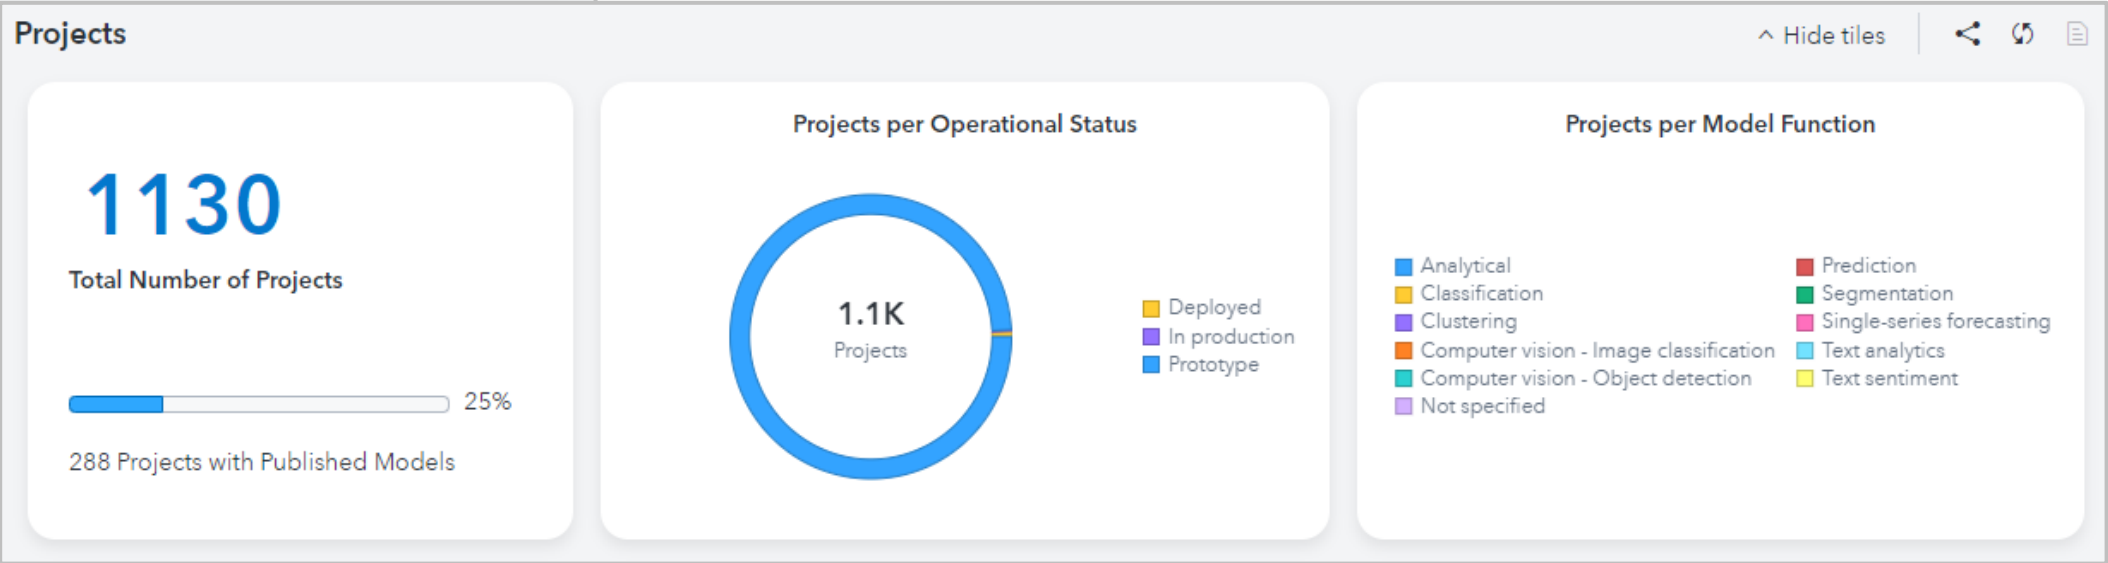 Projects
Hide tiles
1130
Total Number of Projects
25%
288 Projects with Published Models
Projects per Operational Status
1.1K
Projects
Deployed
In production
Prototype
Projects per Model Function
Analytical
Classification
Clustering
Computer vision - Image classification
Computer vision - Object detection
Not specified
Prediction
Segmentation
Single-series forecasting
Text analytics
Text sentiment